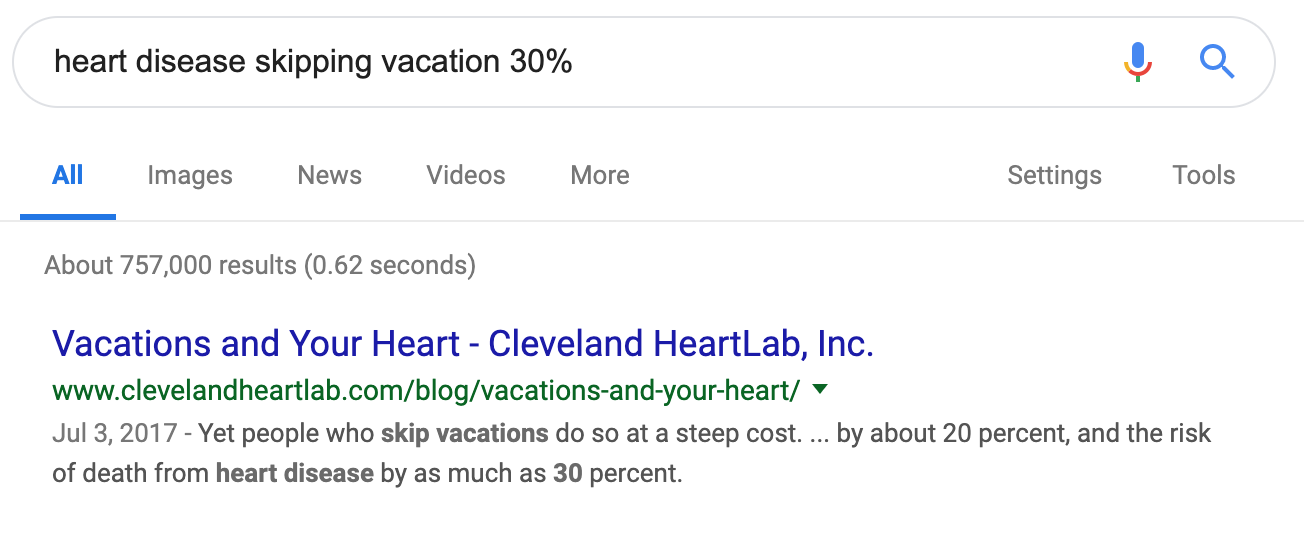 heart disease skipping vacation 30%
All Images News Videos More Settings Tools
About 757,000 results (0.62 seconds)
Vacations and Your Heart - Cleveland HeartLab, Inc.
www.clevelandheartlab.com/blog/vacations-and-your-heart/
Jul 3, 2017 - Yet people who skip vacations do so at a steep cost. ... by about 20 percent, and the risk
of death from heart disease by as much as 30 percent.